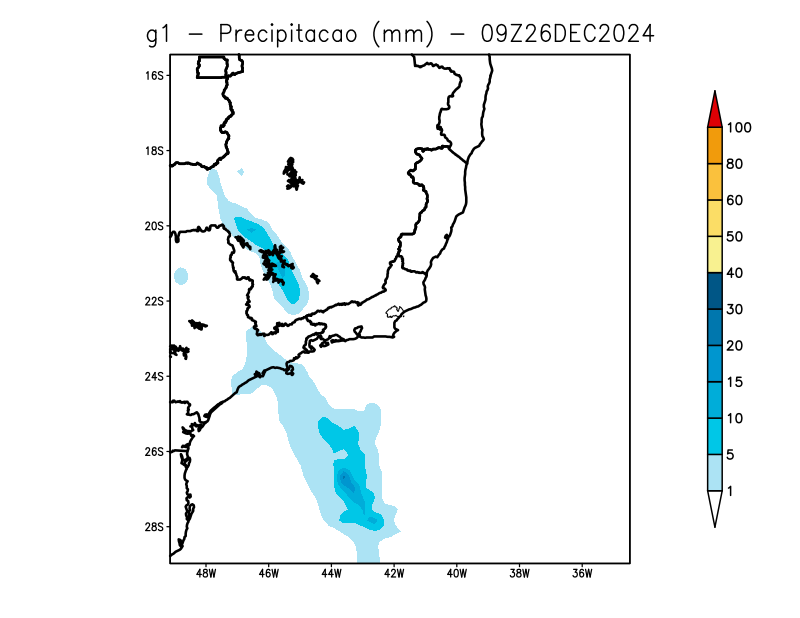 g1 – Precipitacao (mm) – 09Z26DEC2024
16S
18S
20S
22S
24S
26S
28S
48W 46W 44W 42W 40W 38W 36W
100
80
60
50
40
30
20
15
10
5
1